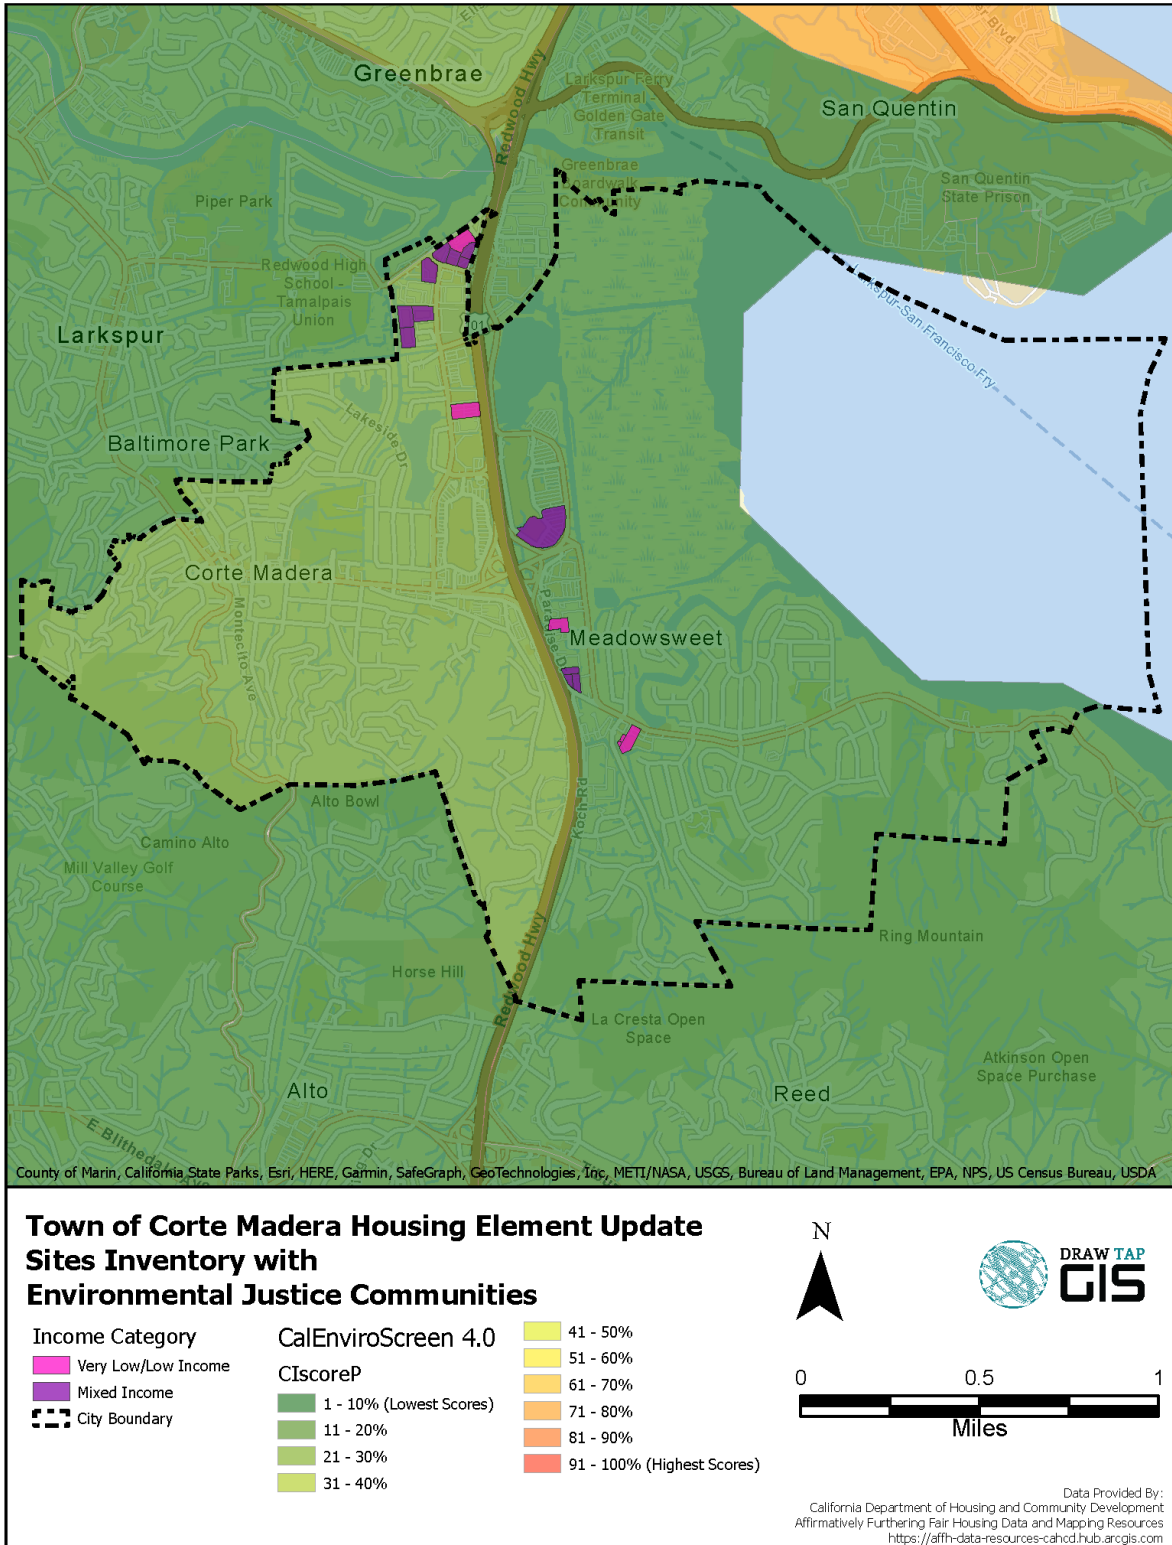 Greenbrae
Redwood Hwy
Larkspur Ferry
Terminal -
Golden Gate
Transit
San Quentin
Greenbrae
Boardwalk
Community
San Quentin
State Prison
Piper Park
Redwood High
School -
Tamalpais
Union
Larkspur
101
Larkspur-San Francisco Fry
Lakeside Dr
Baltimore Park
Corte Madera
Montecito Ave
Paradise Dr
Meadowsweet
Koch Rd
Alto Bowl
Camino Alto
Mill Valley Golf
Course
Horse Hill
Redwood Hwy
Ring Mountain
La Cresta Open
Space
Atkinson Open
Space Purchase
Alto
Reed
E Blithedale Ave
County of Marin, California State Parks, Esri, HERE, Garmin, SafeGraph, GeoTechnologies, Inc, METI/NASA, USGS, Bureau of Land Management, EPA, NPS, US Census Bureau, USDA
Town of Corte Madera Housing Element Update
Sites Inventory with
Environmental Justice Communities
Income Category
Very Low/Low Income
Mixed Income
City Boundary
CalEnviroScreen 4.0
CIscoreP
1 - 10% (Lowest Scores)
11 - 20%
21 - 30%
31 - 40%
41 - 50%
51 - 60%
61 - 70%
71 - 80%
81 - 90%
91 - 100% (Highest Scores)
N
DRAW TAP
GIS
0 0.5 1
Miles
Data Provided By:
California Department of Housing and Community Development
Affirmatively Furthering Fair Housing Data and Mapping Resources
https://affh-data-resources-cahcd.hub.arcgis.com